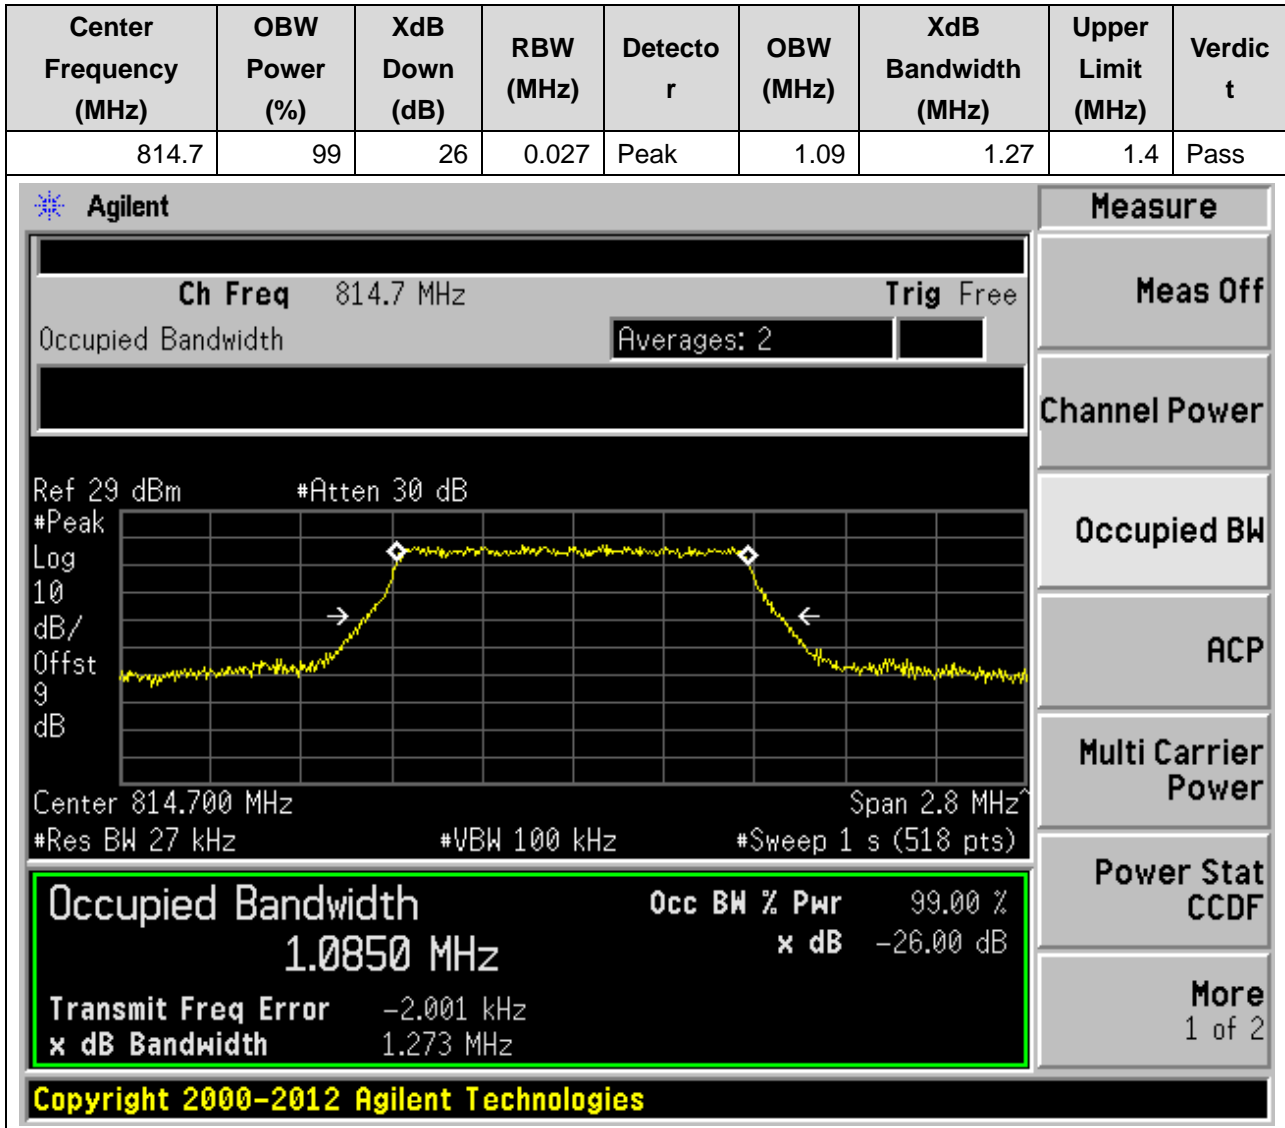 Center Frequency (MHz) OBW Power (%) XdB Down (dB) RBW (MHz) Detecto r OBW (MHz) XdB Bandwidth (MHz) Upper Limit (MHz) Verdic t
814.7 99 26 0.027 Peak 1.09 1.27 1.4 Pass
Agilent
Measure
Ch Freq 814.7 MHz Trig Free
Meas Off
Occupied Bandwidth Averages: 2
Channel Power
Ref 29 dBm #Atten 30 dB
#Peak
Log
10
dB/
Offst
9
dB
Occupied BW
ACP
Multi Carrier
Power
Center 814.700 MHz Span 2.8 MHz^
#Res BW 27 kHz #VBW 100 kHz #Sweep 1 s (518 pts)
Power Stat
CCDF
Occupied Bandwidth Occ BW % Pwr 99.00 %
1.0850 MHz x dB -26.00 dB
Transmit Freq Error -2.001 kHz
x dB Bandwidth 1.273 MHz
More
1 of 2
Copyright 2000-2012 Agilent Technologies